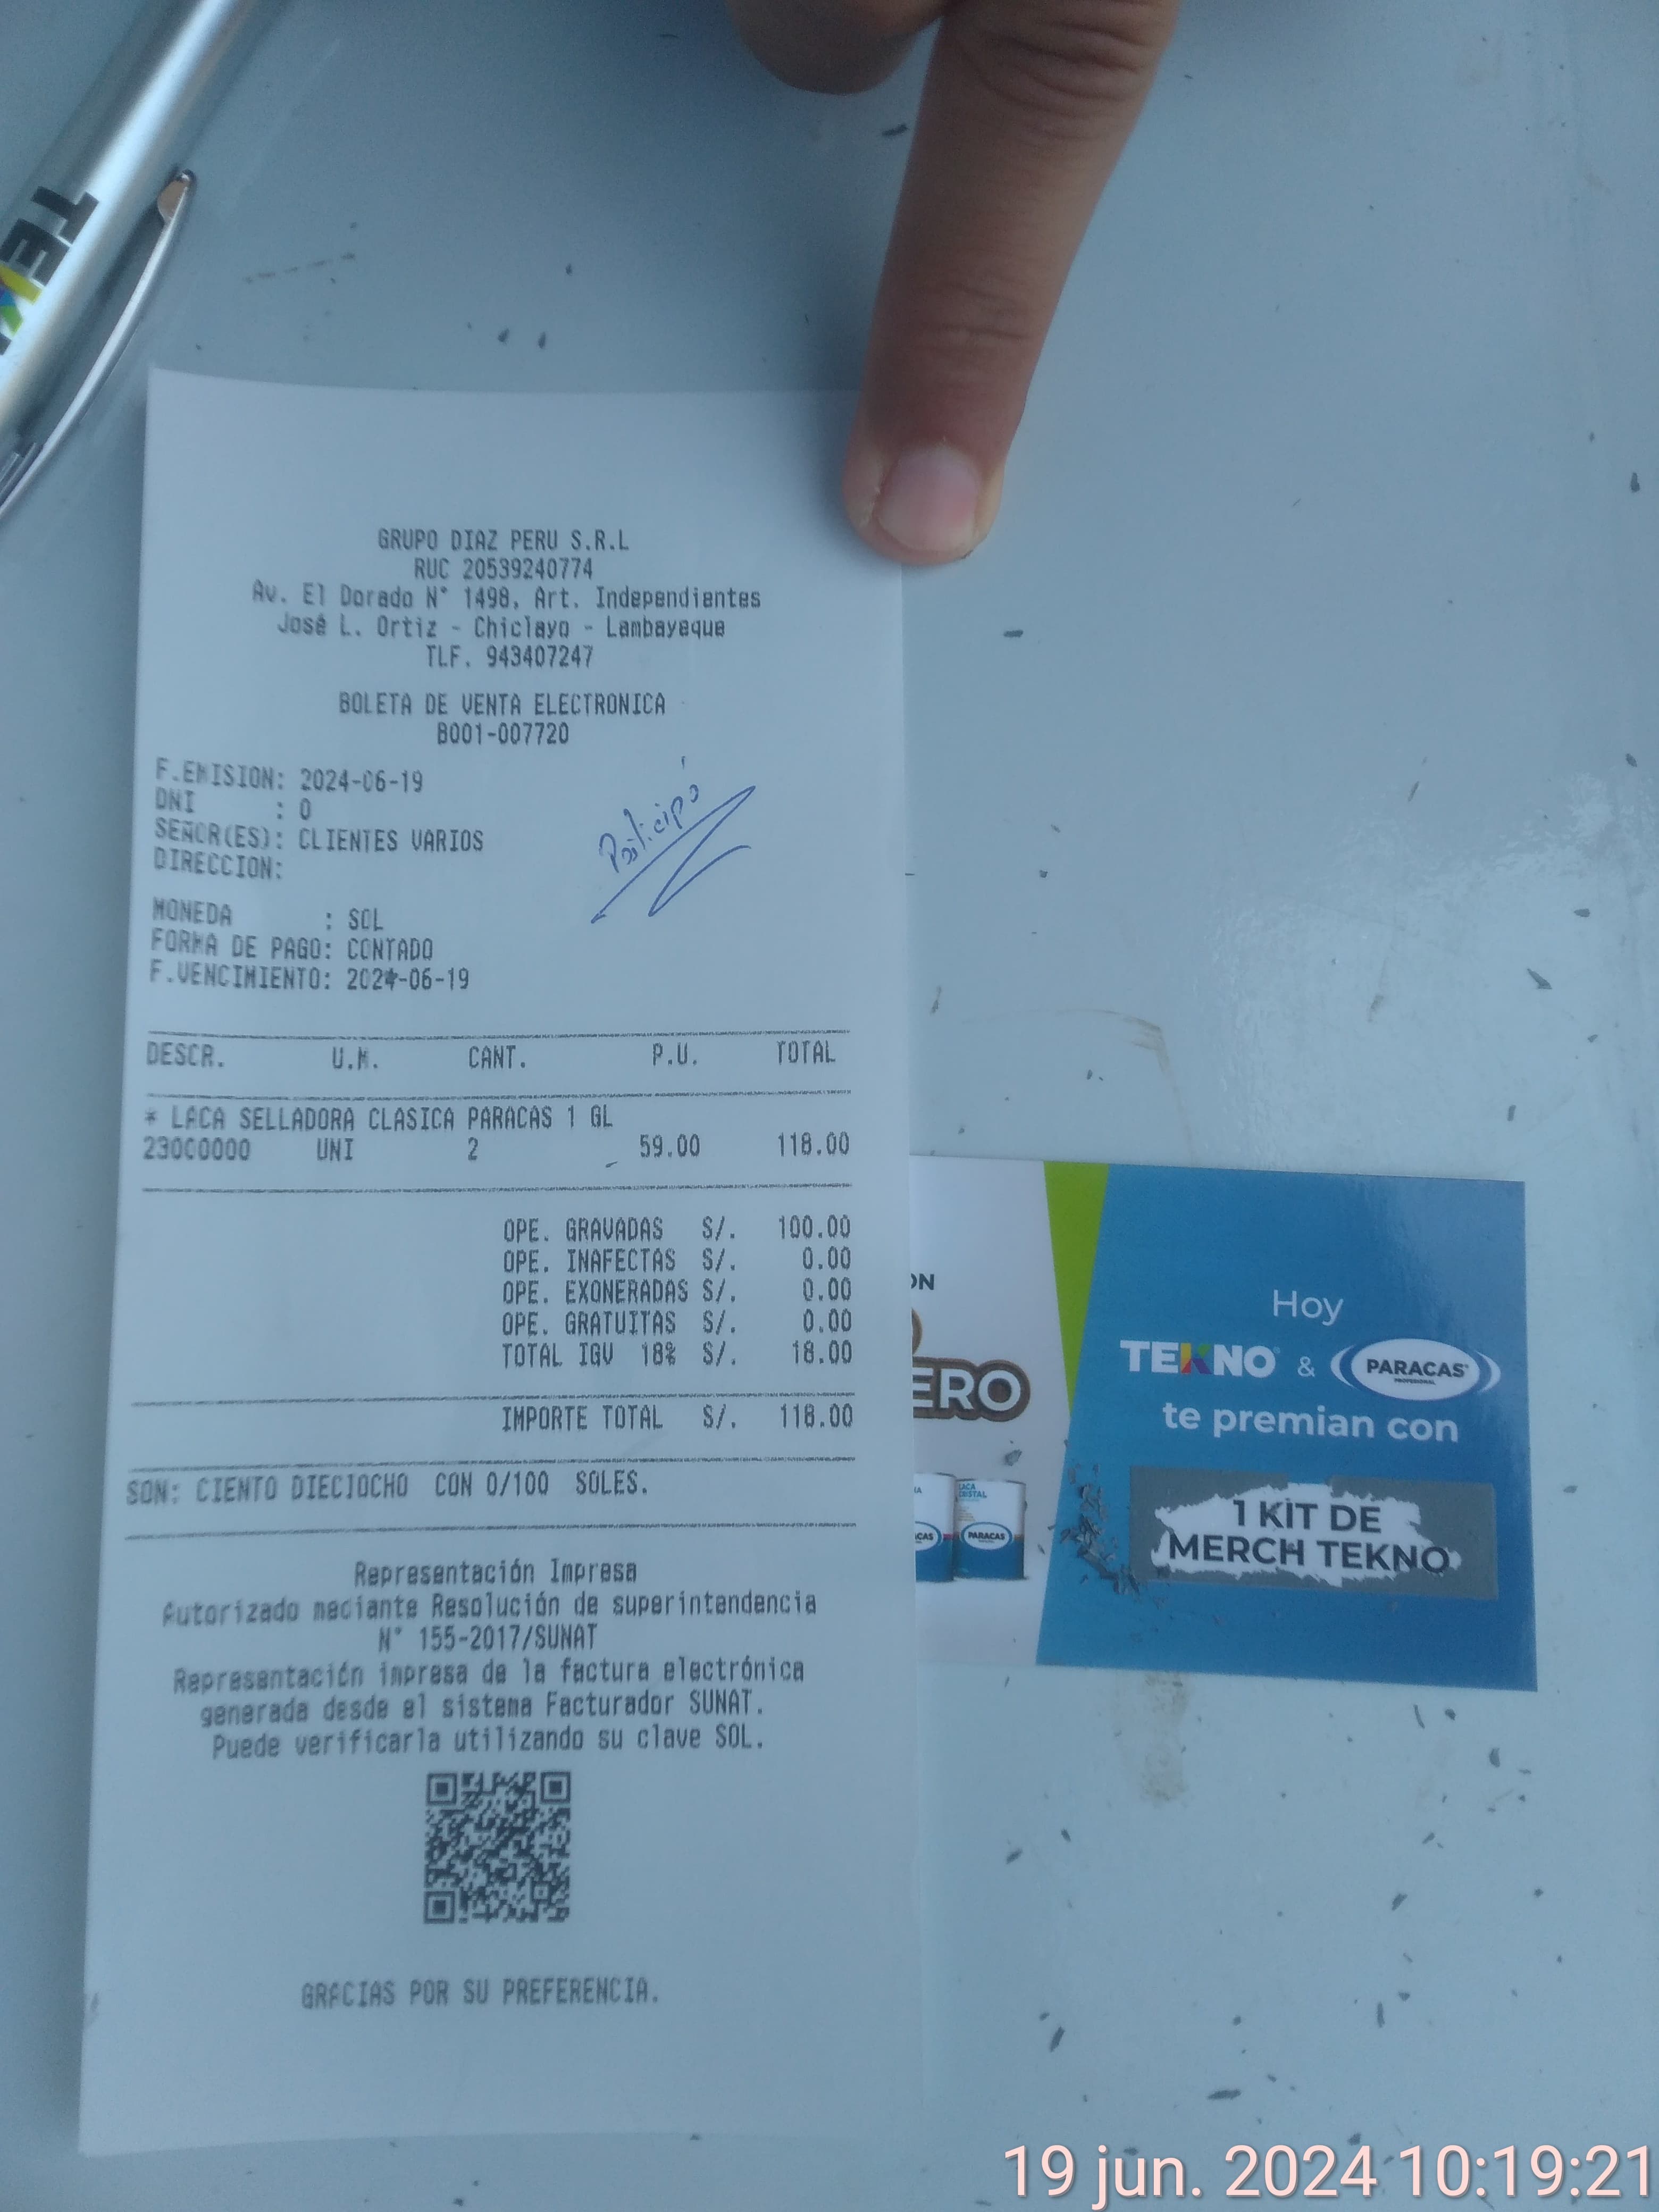 TEK
GRUPO DIAZ PERU S.R.L
RUC 20539240774
Av. El Dorado N° 1498, Art. Independientes
José L. Ortiz - Chiclayo - Lambayeque
TLF. 943407247
BOLETA DE VENTA ELECTRONICA
B001-007720
F.EMISION: 2024-06-19
DNI : 0
SEÑOR(ES): CLIENTES VARIOS
DIRECCION:
Participó
MONEDA : SOL
FORMA DE PAGO: CONTADO
F.VENCIMIENTO: 2024-06-19
DESCR. U.M. CANT. P.U. TOTAL
* LACA SELLADORA CLASICA PARACAS 1 GL
230C0000 UNI 2 59.00 118.00
OPE. GRAVADAS S/. 100.00
OPE. INAFECTAS S/. 0.00
OPE. EXONERADAS S/. 0.00
OPE. GRATUITAS S/. 0.00
TOTAL IGV 18% S/. 18.00
IMPORTE TOTAL S/. 118.00
SON: CIENTO DIECIOCHO CON 0/100 SOLES.
Representación Impresa
Autorizado mediante Resolución de superintendencia
N° 155-2017/SUNAT
Representación impresa de la factura electrónica
generada desde el sistema Facturador SUNAT.
Puede verificarla utilizando su clave SOL.
GRACIAS POR SU PREFERENCIA.
ON
ERO
PARACAS
Hoy
TEKNO & PARACAS
PROFESIONAL
te premian con
1 KIT DE
MERCH TEKNO
19 jun. 2024 10:19:21